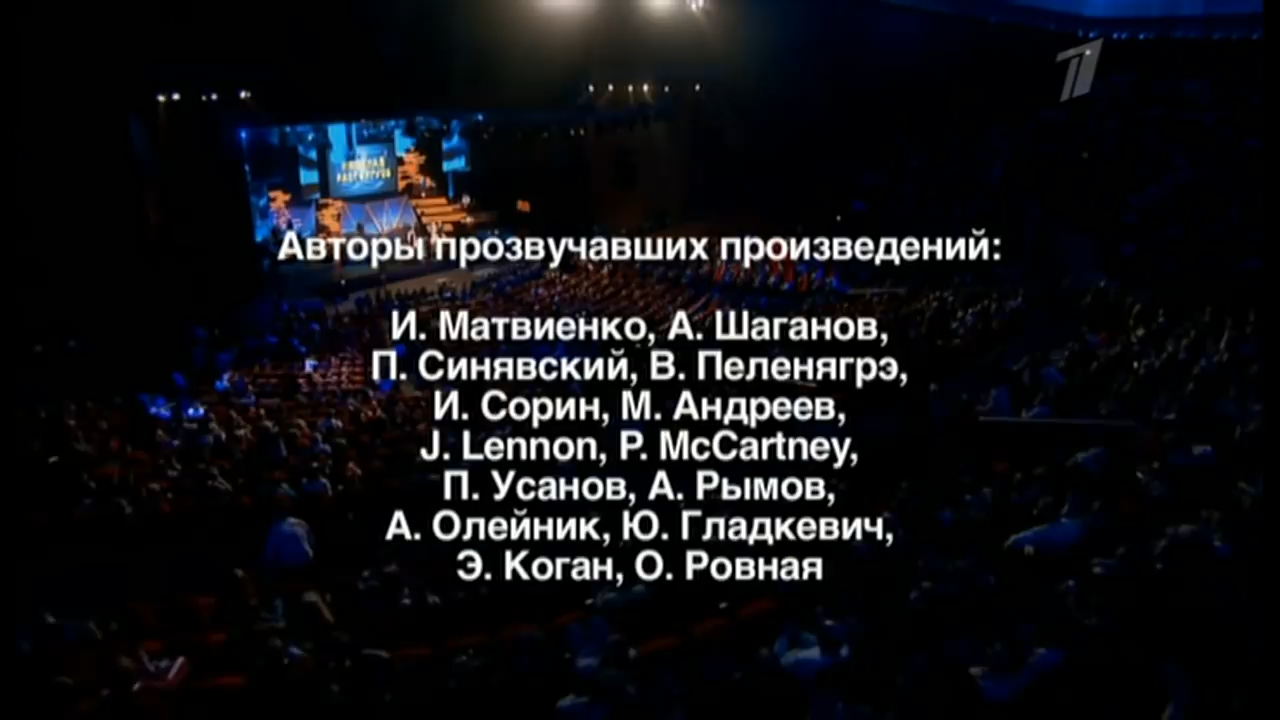 Авторы прозвучавших произведений:
И. Матвиенко, А. Шаганов,
П. Синявский, В. Пеленягрэ,
И. Сорин, М. Андреев,
J. Lennon, P. McCartney,
П. Усанов, А. Рымов,
А. Олейник, Ю. Гладкевич,
Э. Коган, О. Ровная